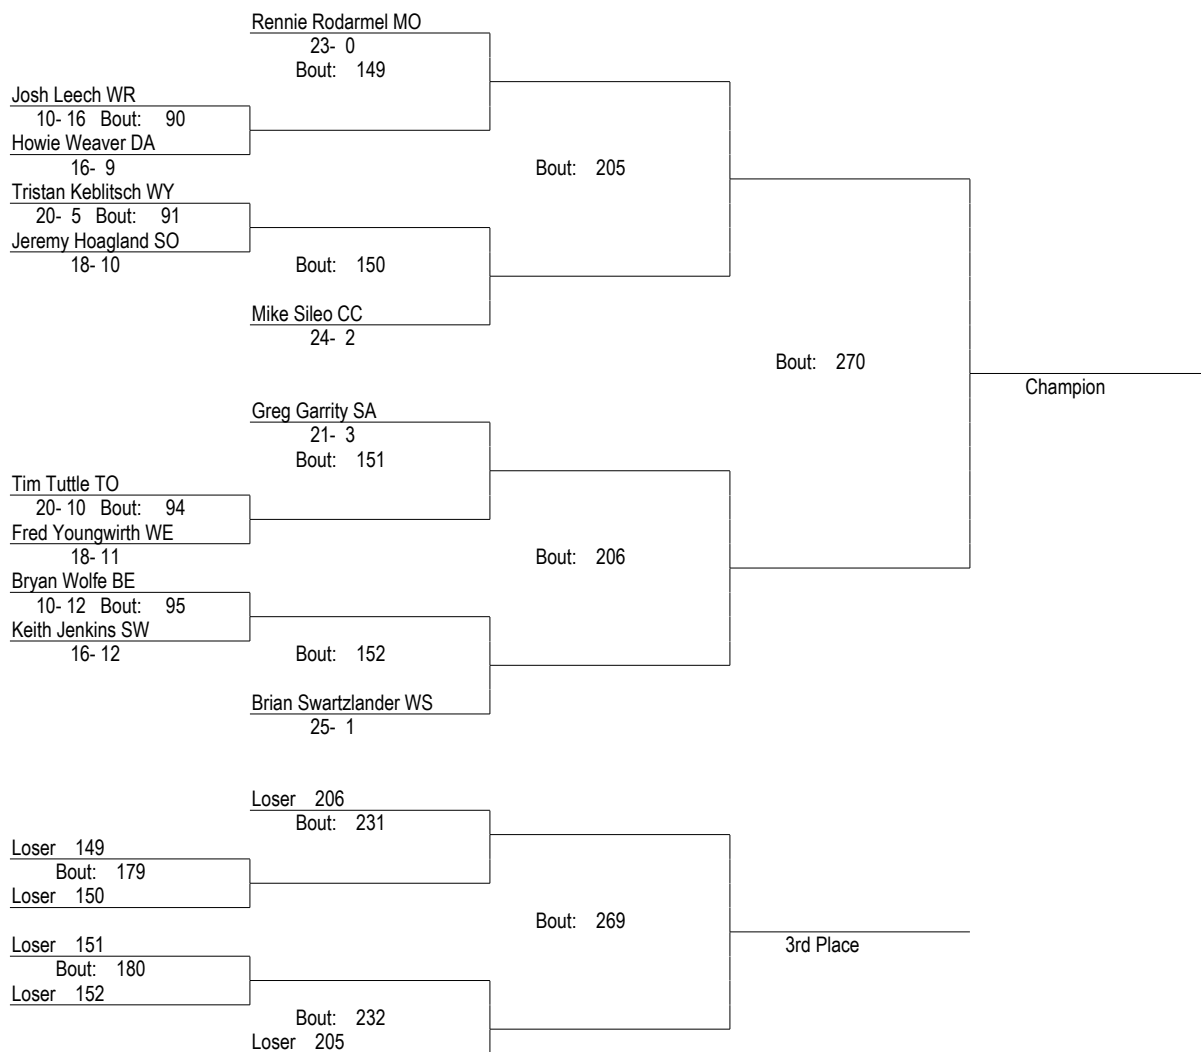 Rennie Rodarmel MO
23- 0
Bout: 149
Josh Leech WR
10- 16 Bout: 90
Howie Weaver DA
16- 9
Bout: 205
Tristan Keblitsch WY
20- 5 Bout: 91
Jeremy Hoagland SO
18- 10
Bout: 150
Mike Sileo CC
24- 2
Bout: 270
Champion
Greg Garrity SA
21- 3
Bout: 151
Tim Tuttle TO
20- 10 Bout: 94
Fred Youngwirth WE
18- 11
Bout: 206
Bryan Wolfe BE
10- 12 Bout: 95
Keith Jenkins SW
16- 12
Bout: 152
Brian Swartzlander WS
25- 1
Loser 206
Bout: 231
Loser 149
Bout: 179
Loser 150
Bout: 269
Loser 151
3rd Place
Bout: 180
Loser 152
Bout: 232
Loser 205